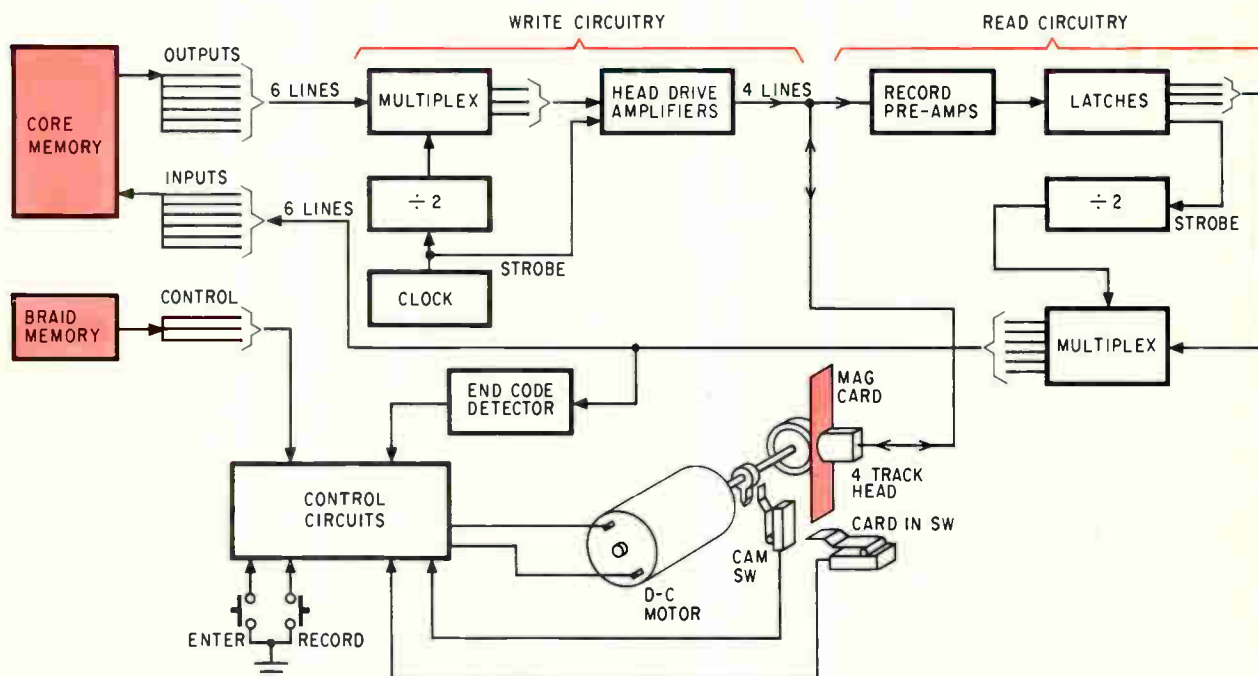 WRITE CIRCUITRY
READ CIRCUITRY
OUTPUTS
CORE
MEMORY
6 LINES
MULTIPLEX
HEAD DRIVE
AMPLIFIERS
4 LINES
RECORD
PRE-AMPS
LATCHES
INPUTS
6 LINES
÷ 2
STROBE
CLOCK
÷ 2
STROBE
BRAID
MEMORY
CONTROL
MULTIPLEX
END CODE
DETECTOR
MAG
CARD
4 TRACK
HEAD
CONTROL
CIRCUITS
CARD IN SW
CAM
SW
D-C
MOTOR
ENTER
RECORD